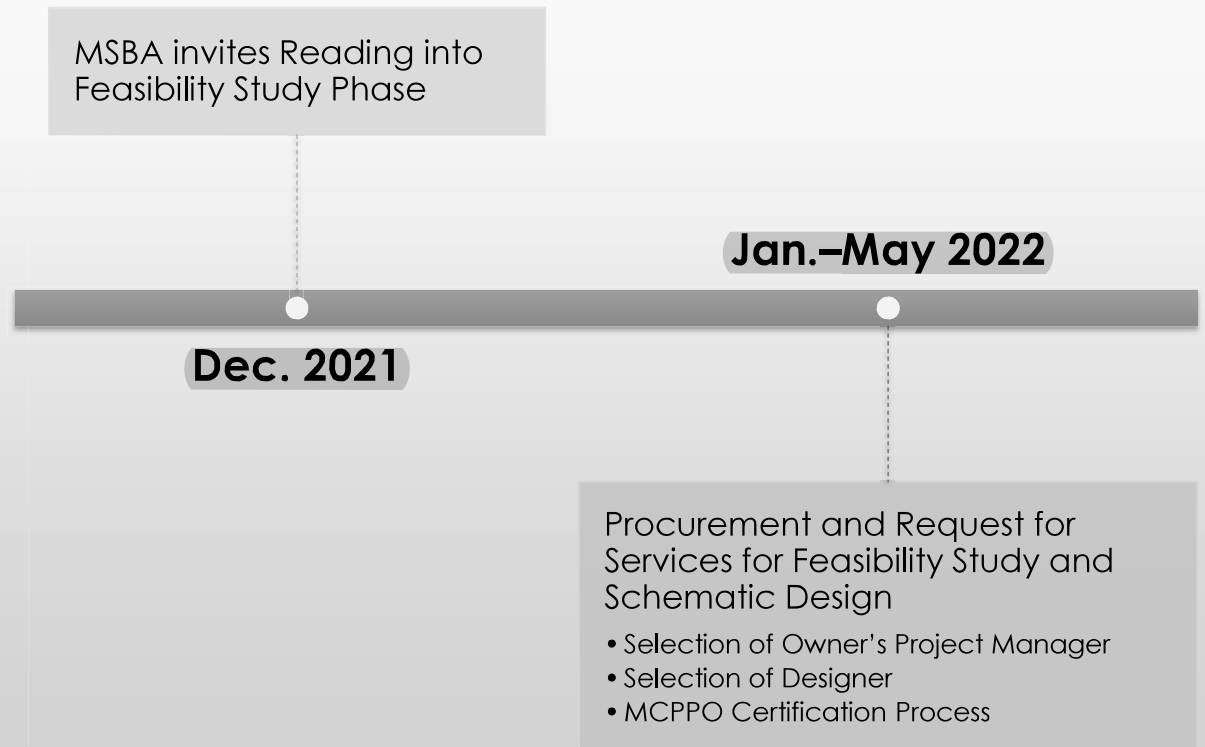 MSBA invites Reading into
Feasibility Study Phase
Jan.–May 2022
Dec. 2021
Procurement and Request for
Services for Feasibility Study and
Schematic Design
• Selection of Owner’s Project Manager
• Selection of Designer
• MCPPO Certification Process